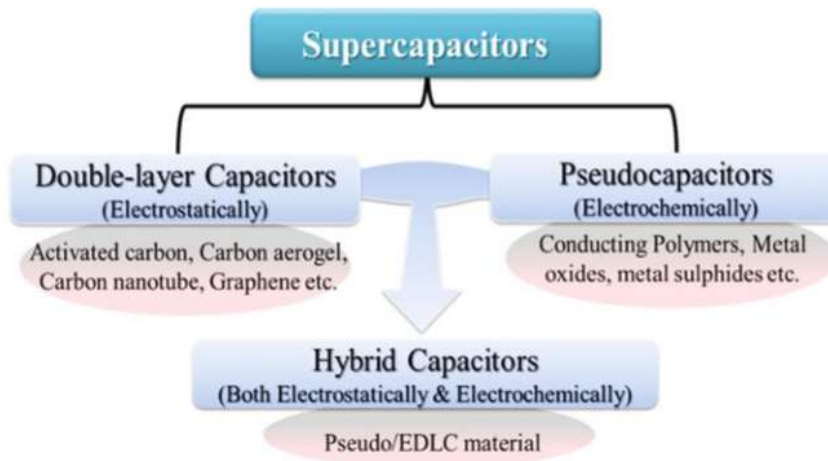 Supercapacitors
Double-layer Capacitors
(Electrostatically)
Activated carbon, Carbon aerogel,
Carbon nanotube, Graphene etc.
Pseudocapacitors
(Electrochemically)
Conducting Polymers, Metal
oxides, metal sulphides etc.
Hybrid Capacitors
(Both Electrostatically & Electrochemically)
Pseudo/EDLC material